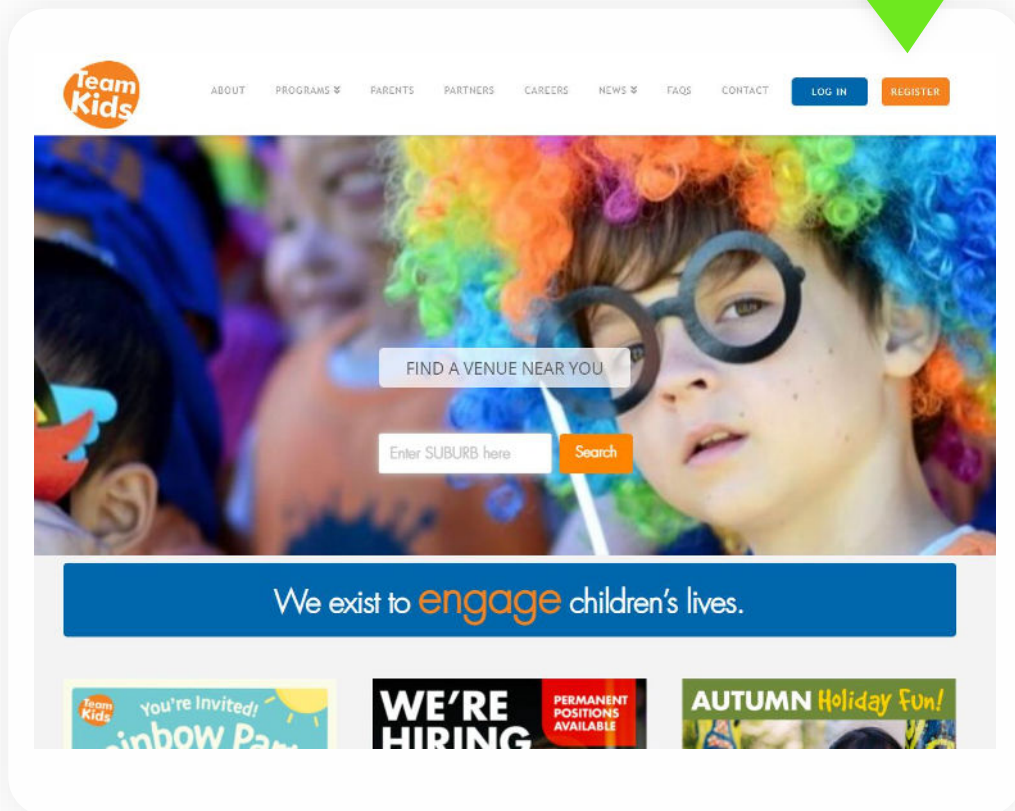 Team
Kids
ABOUT PROGRAMS PARENTS PARTNERS CAREERS NEWS FAQS CONTACT LOG IN REGISTER
FIND A VENUE NEAR YOU
Enter SUBURB here Search
We exist to engage children's lives.
Team
Kids
You're Invited!
WE'RE
HIRING
PERMANENT
POSITIONS
AVAILABLE
AUTUMN Holiday Fun!